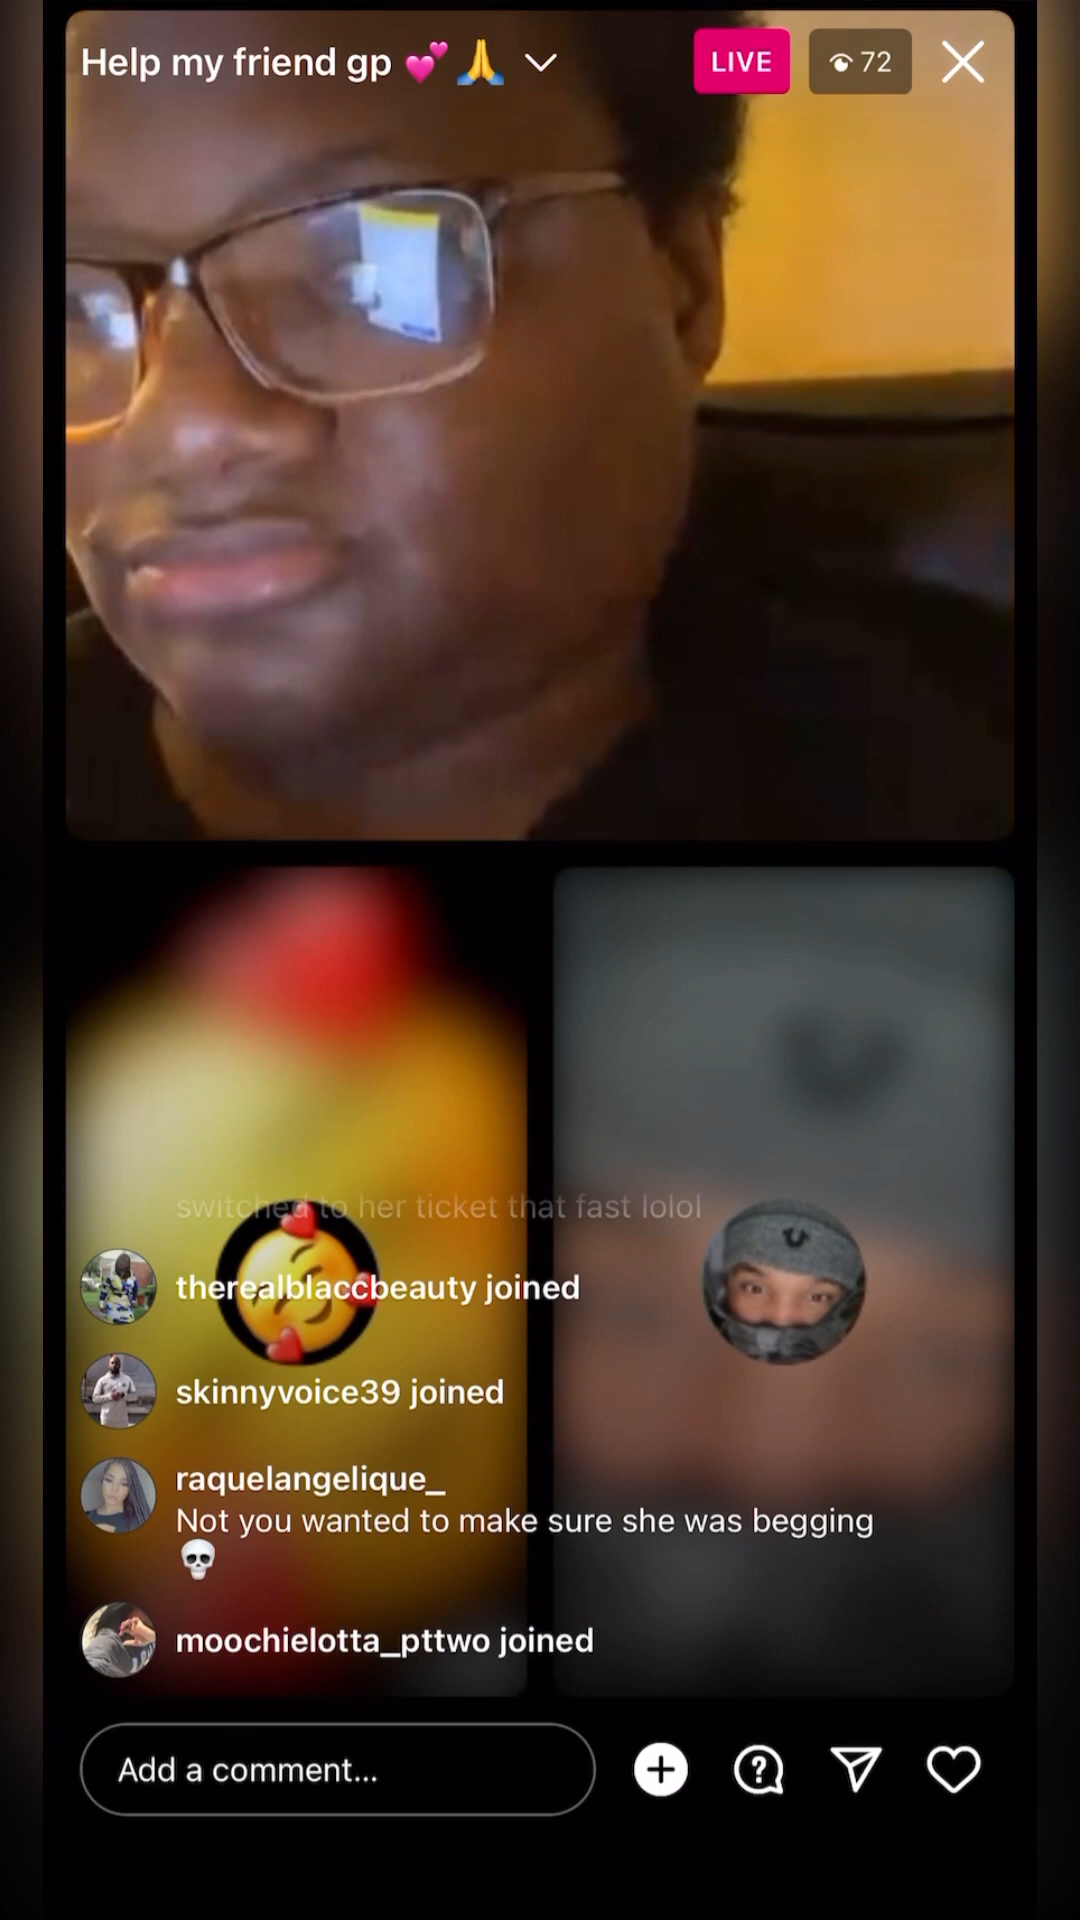 Help my friend gp 💕🙏
LIVE
72
switched to her ticket that fast lolol
therealblaccbeauty joined
skinnyvoice39 joined
raquelangelique_
Not you wanted to make sure she was begging
💀
moochielotta_pttwo joined
Add a comment...